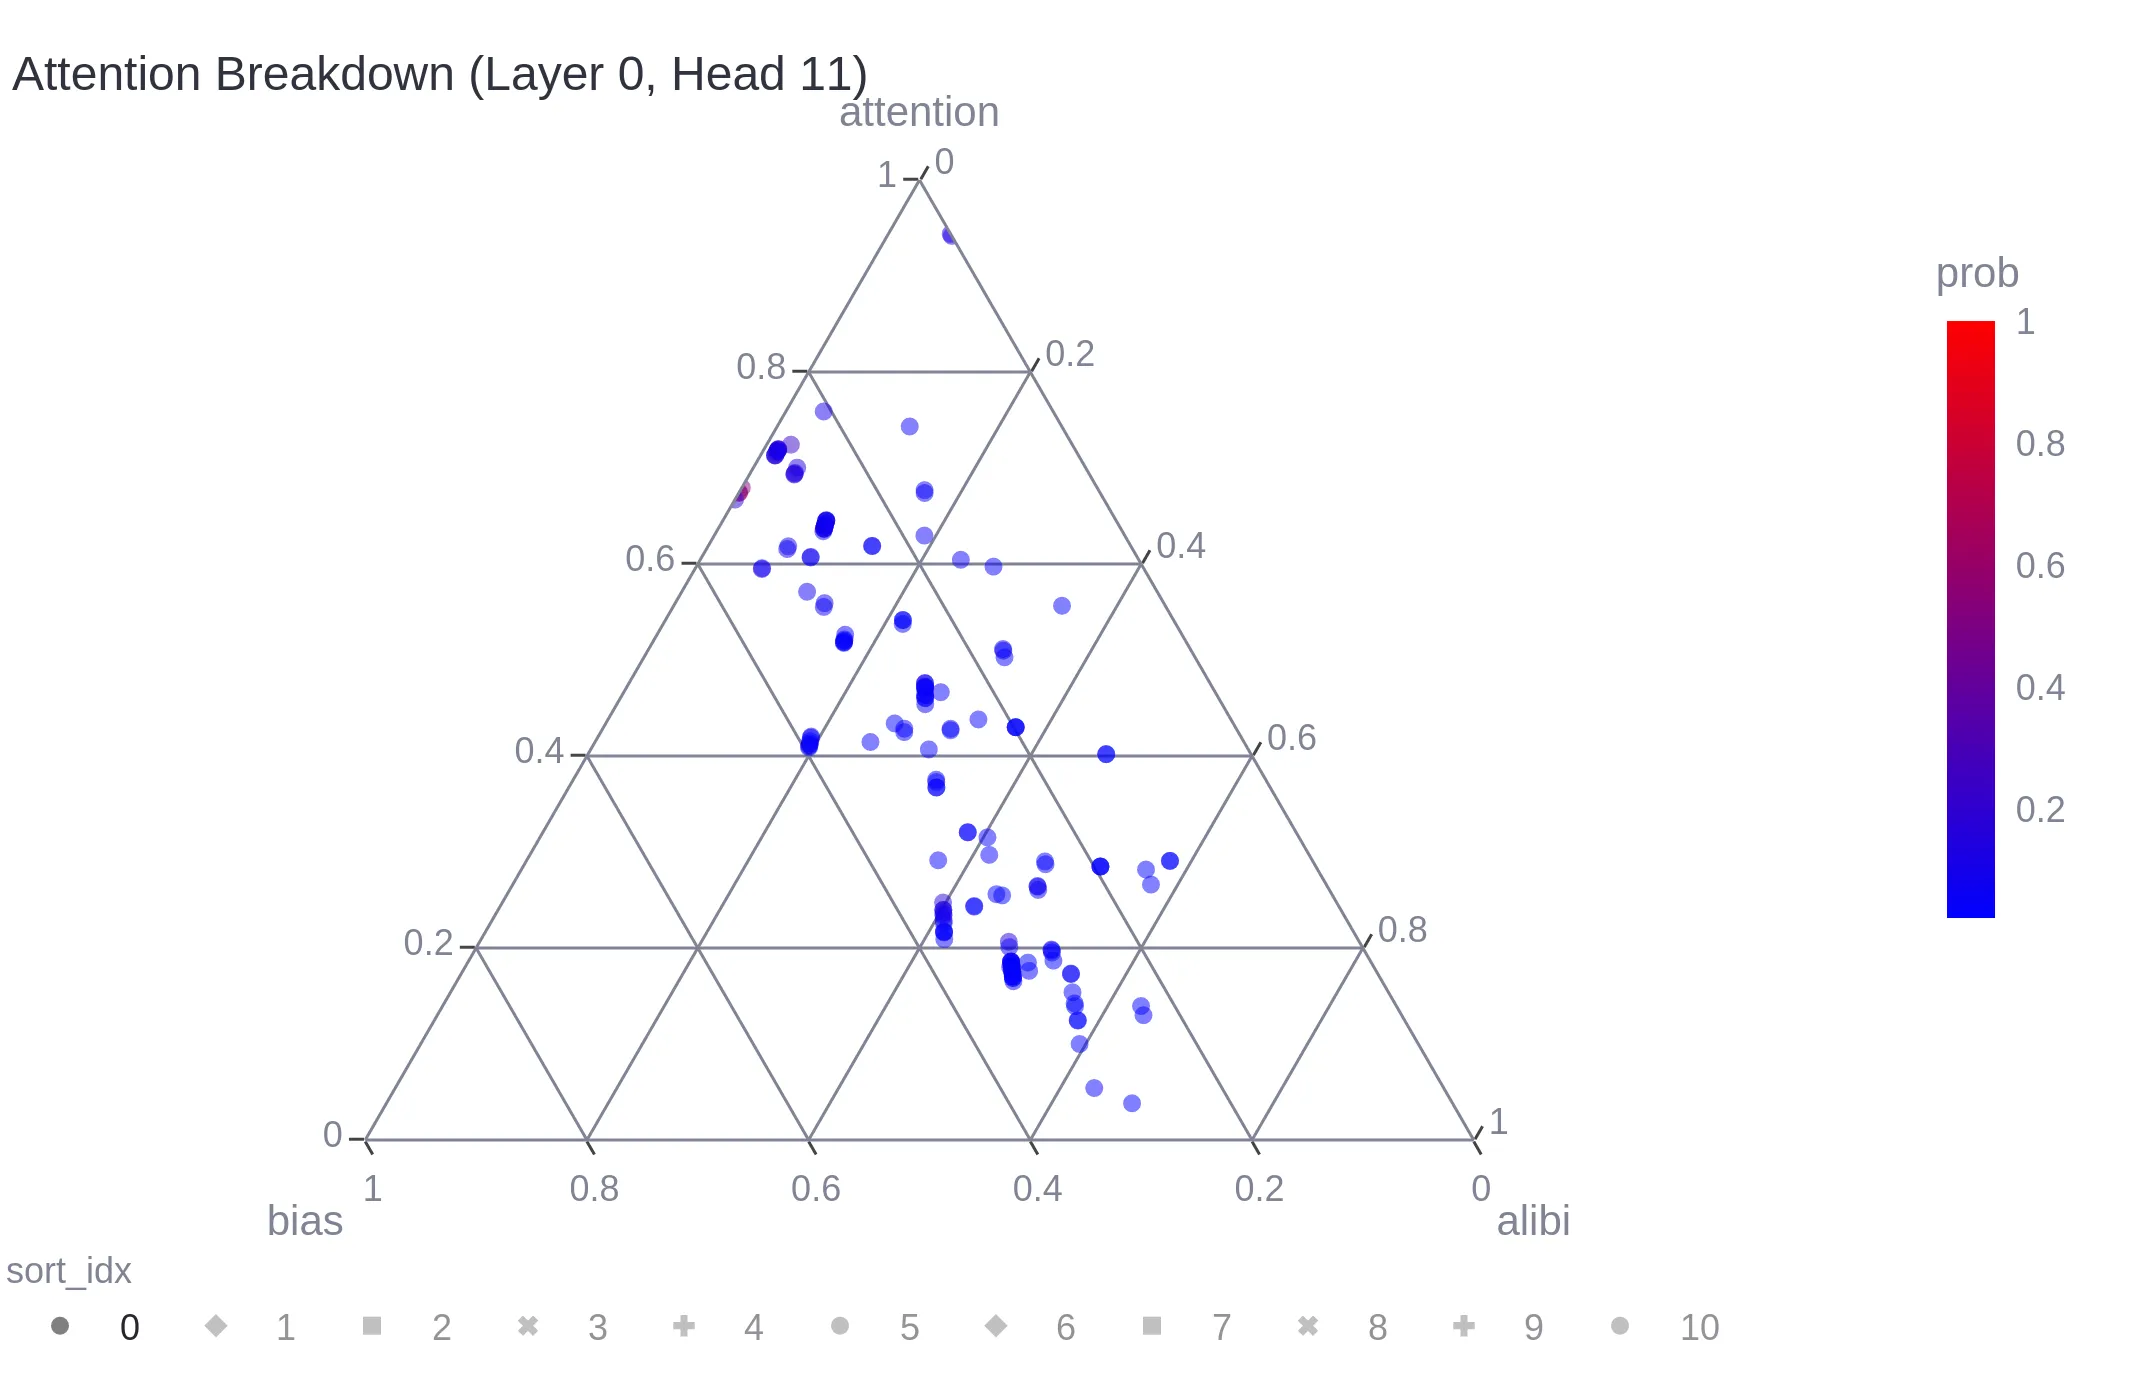 Attention Breakdown (Layer 0, Head 11)
attention
1 0
0.8 0.2
0.6 0.4
0.4 0.6
0.2 0.8
0 1
1 0.8 0.6 0.4 0.2 0
bias alibi
prob
1
0.8
0.6
0.4
0.2
sort_idx
0 1 2 3 4 5 6 7 8 9 10